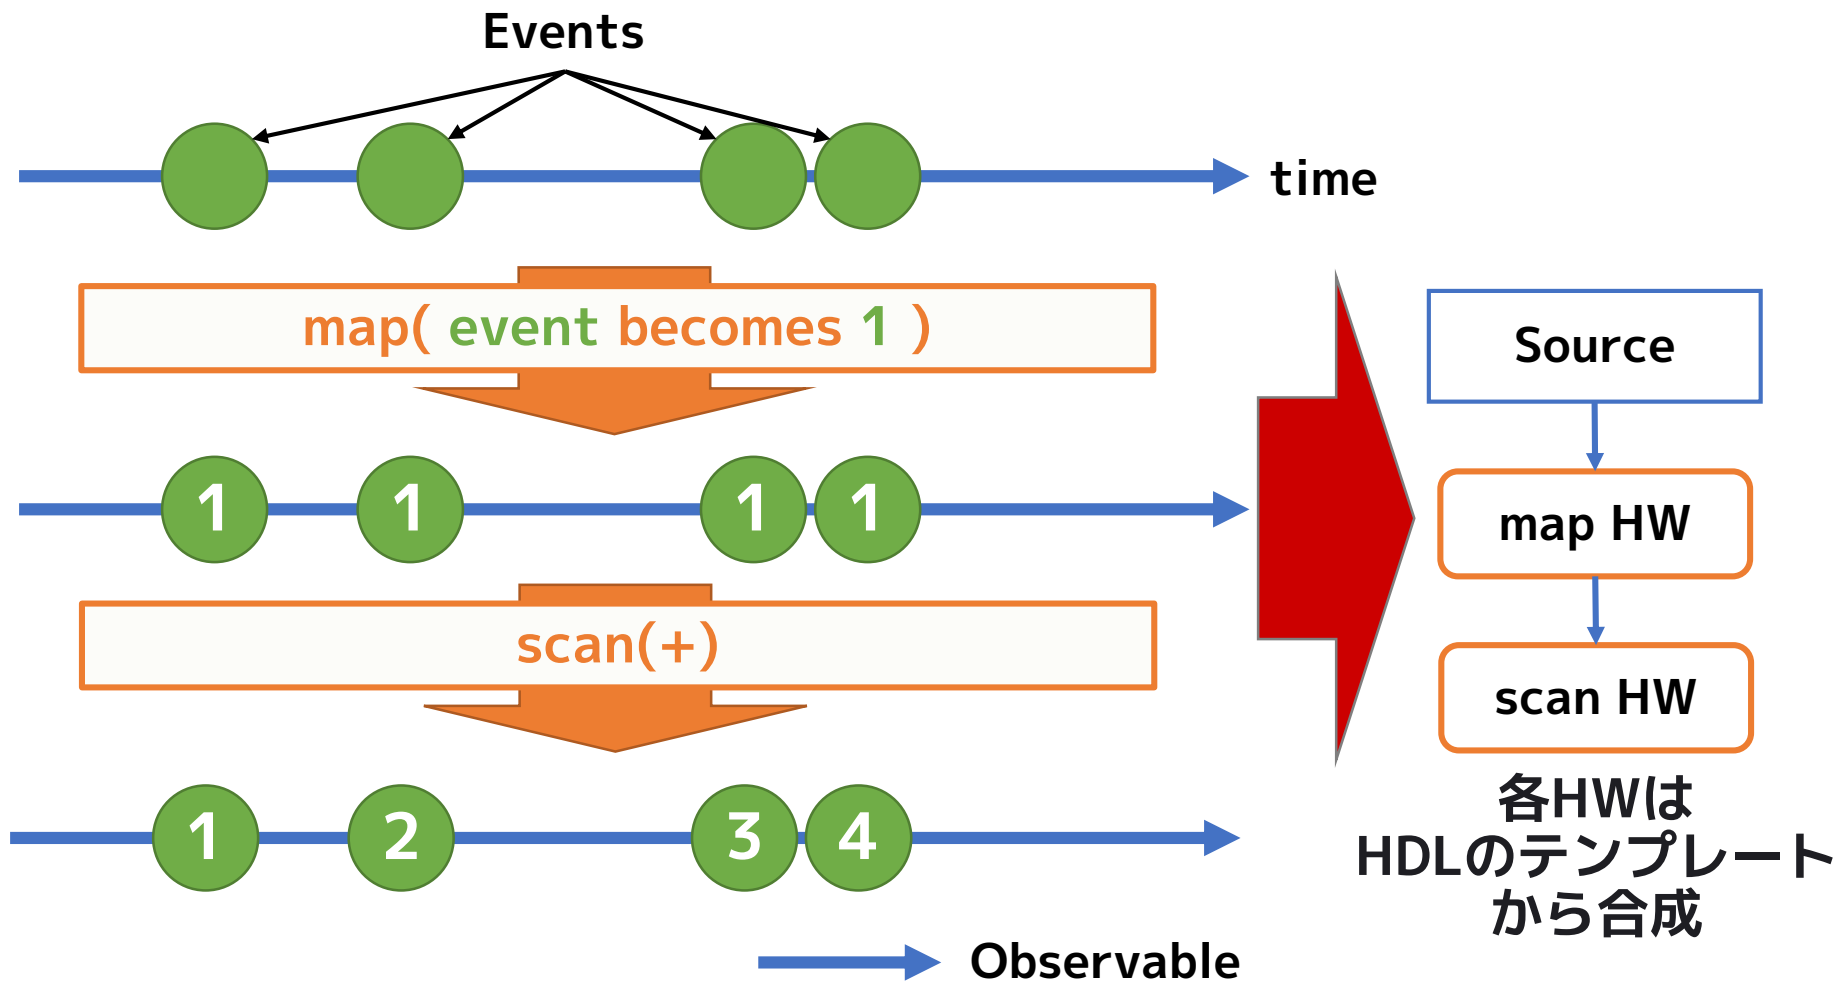 Events
time
map( event becomes 1 )
1 1 1 1
scan(+)
1 2 3 4
Observable
Source
map HW
scan HW
各HWは
HDLのテンプレート
から合成